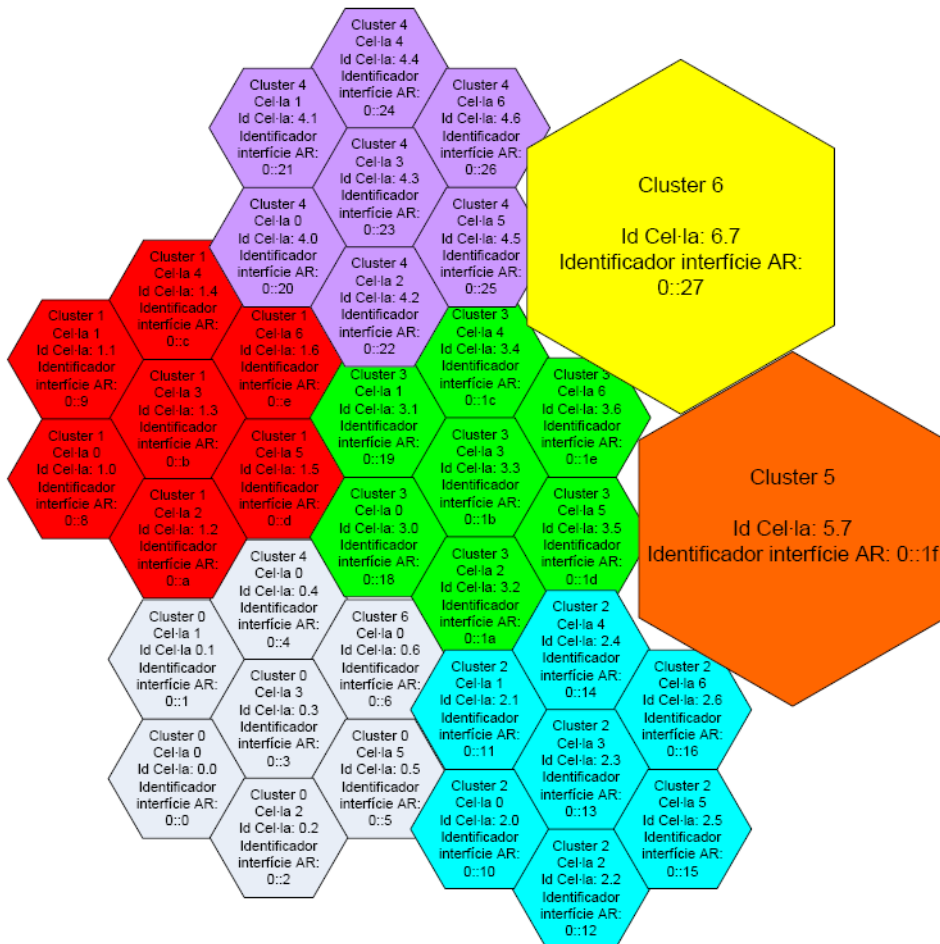 Cluster 4
Cel·la 4
Id Cel·la: 4.4
Identificador
interfície AR:
0::24
Cluster 4
Cel·la 1
Id Cel·la: 4.1
Identificador
interfície AR:
0::21
Cluster 4
Cel·la 6
Id Cel·la: 4.6
Identificador
interfície AR:
0::26
Cluster 4
Cel·la 3
Id Cel·la: 4.3
Identificador
interfície AR:
0::23
Cluster 4
Cel·la 0
Id Cel·la: 4.0
Identificador
interfície AR:
0::20
Cluster 4
Cel·la 5
Id Cel·la: 4.5
Identificador
interfície AR:
0::25
Cluster 4
Cel·la 2
Id Cel·la: 4.2
Identificador
interfície AR:
0::22
Cluster 6
Id Cel·la: 6.7
Identificador interfície AR:
0::27
Cluster 1
Cel·la 4
Id Cel·la: 1.4
Identificador
interfície AR:
0::c
Cluster 1
Cel·la 1
Id Cel·la: 1.1
Identificador
interfície AR:
0::9
Cluster 1
Cel·la 6
Id Cel·la: 1.6
Identificador
interfície AR:
0::e
Cluster 1
Cel·la 3
Id Cel·la: 1.3
Identificador
interfície AR:
0::b
Cluster 1
Cel·la 0
Id Cel·la: 1.0
Identificador
interfície AR:
0::8
Cluster 1
Cel·la 5
Id Cel·la: 1.5
Identificador
interfície AR:
0::d
Cluster 1
Cel·la 2
Id Cel·la: 1.2
Identificador
interfície AR:
0::a
Cluster 3
Cel·la 4
Id Cel·la: 3.4
Identificador
interfície AR:
0::1c
Cluster 3
Cel·la 1
Id Cel·la: 3.1
Identificador
interfície AR:
0::19
Cluster 3
Cel·la 6
Id Cel·la: 3.6
Identificador
interfície AR:
0::1e
Cluster 3
Cel·la 3
Id Cel·la: 3.3
Identificador
interfície AR:
0::1b
Cluster 3
Cel·la 0
Id Cel·la: 3.0
Identificador
interfície AR:
0::18
Cluster 3
Cel·la 5
Id Cel·la: 3.5
Identificador
interfície AR:
0::1d
Cluster 3
Cel·la 2
Id Cel·la: 3.2
Identificador
interfície AR:
0::1a
Cluster 5
Id Cel·la: 5.7
Identificador interfície AR: 0::1f
Cluster 4
Cel·la 0
Id Cel·la: 0.4
Identificador
interfície AR:
0::4
Cluster 0
Cel·la 1
Id Cel·la 0.1
Identificador
interfície AR:
0::1
Cluster 6
Cel·la 0
Id Cel·la: 0.6
Identificador
interfície AR:
0::6
Cluster 0
Cel·la 3
Id Cel·la: 0.3
Identificador
interfície AR:
0::3
Cluster 0
Cel·la 0
Id Cel·la: 0.0
Identificador
interfície AR:
0::0
Cluster 0
Cel·la 5
Id Cel·la: 0.5
Identificador
interfície AR:
0::5
Cluster 0
Cel·la 2
Id Cel·la: 0.2
Identificador
interfície AR:
0::2
Cluster 2
Cel·la 4
Id Cel·la: 2.4
Identificador
interfície AR:
0::14
Cluster 2
Cel·la 1
Id Cel·la: 2.1
Identificador
interfície AR:
0::11
Cluster 2
Cel·la 6
Id Cel·la: 2.6
Identificador
interfície AR:
0::16
Cluster 2
Cel·la 3
Id Cel·la: 2.3
Identificador
interfície AR:
0::13
Cluster 2
Cel·la 0
Id Cel·la: 2.0
Identificador
interfície AR:
0::10
Cluster 2
Cel·la 5
Id Cel·la: 2.5
Identificador
interfície AR:
0::15
Cluster 2
Cel·la 2
Id Cel·la: 2.2
Identificador
interfície AR:
0::12